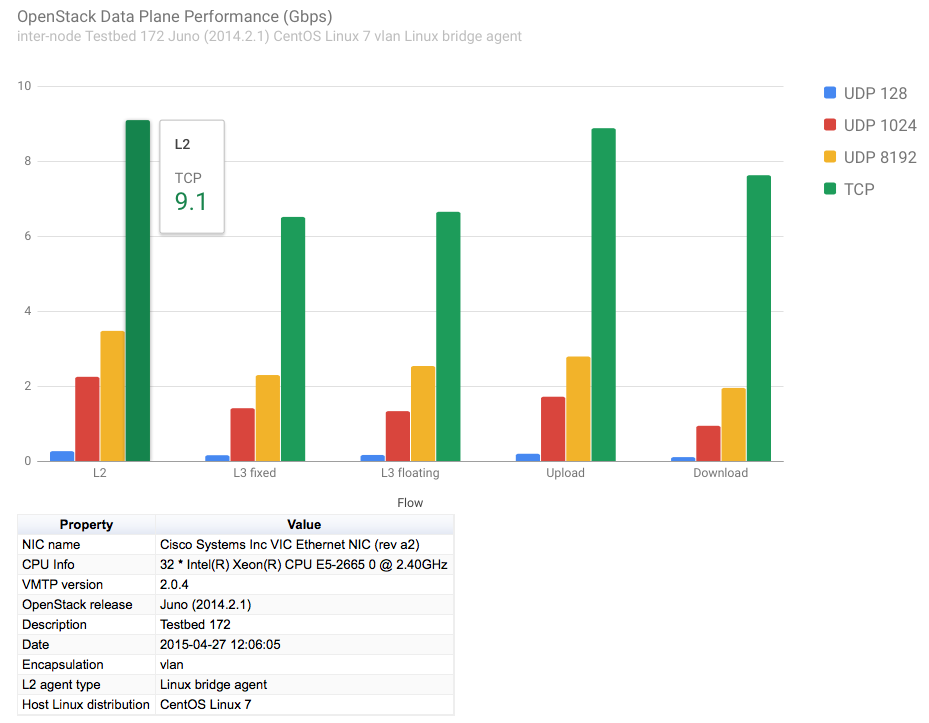 OpenStack Data Plane Performance (Gbps)
inter-node Testbed 172 Juno (2014.2.1) CentOS Linux 7 vlan Linux bridge agent
10
8
6
4
2
0
L2
TCP
9.1
UDP 128
UDP 1024
UDP 8192
TCP
L2 L3 fixed L3 floating Upload Download
Flow
Property Value
NIC name Cisco Systems Inc VIC Ethernet NIC (rev a2)
CPU Info 32 * Intel(R) Xeon(R) CPU E5-2665 0 @ 2.40GHz
VMTP version 2.0.4
OpenStack release Juno (2014.2.1)
Description Testbed 172
Date 2015-04-27 12:06:05
Encapsulation vlan
L2 agent type Linux bridge agent
Host Linux distribution CentOS Linux 7